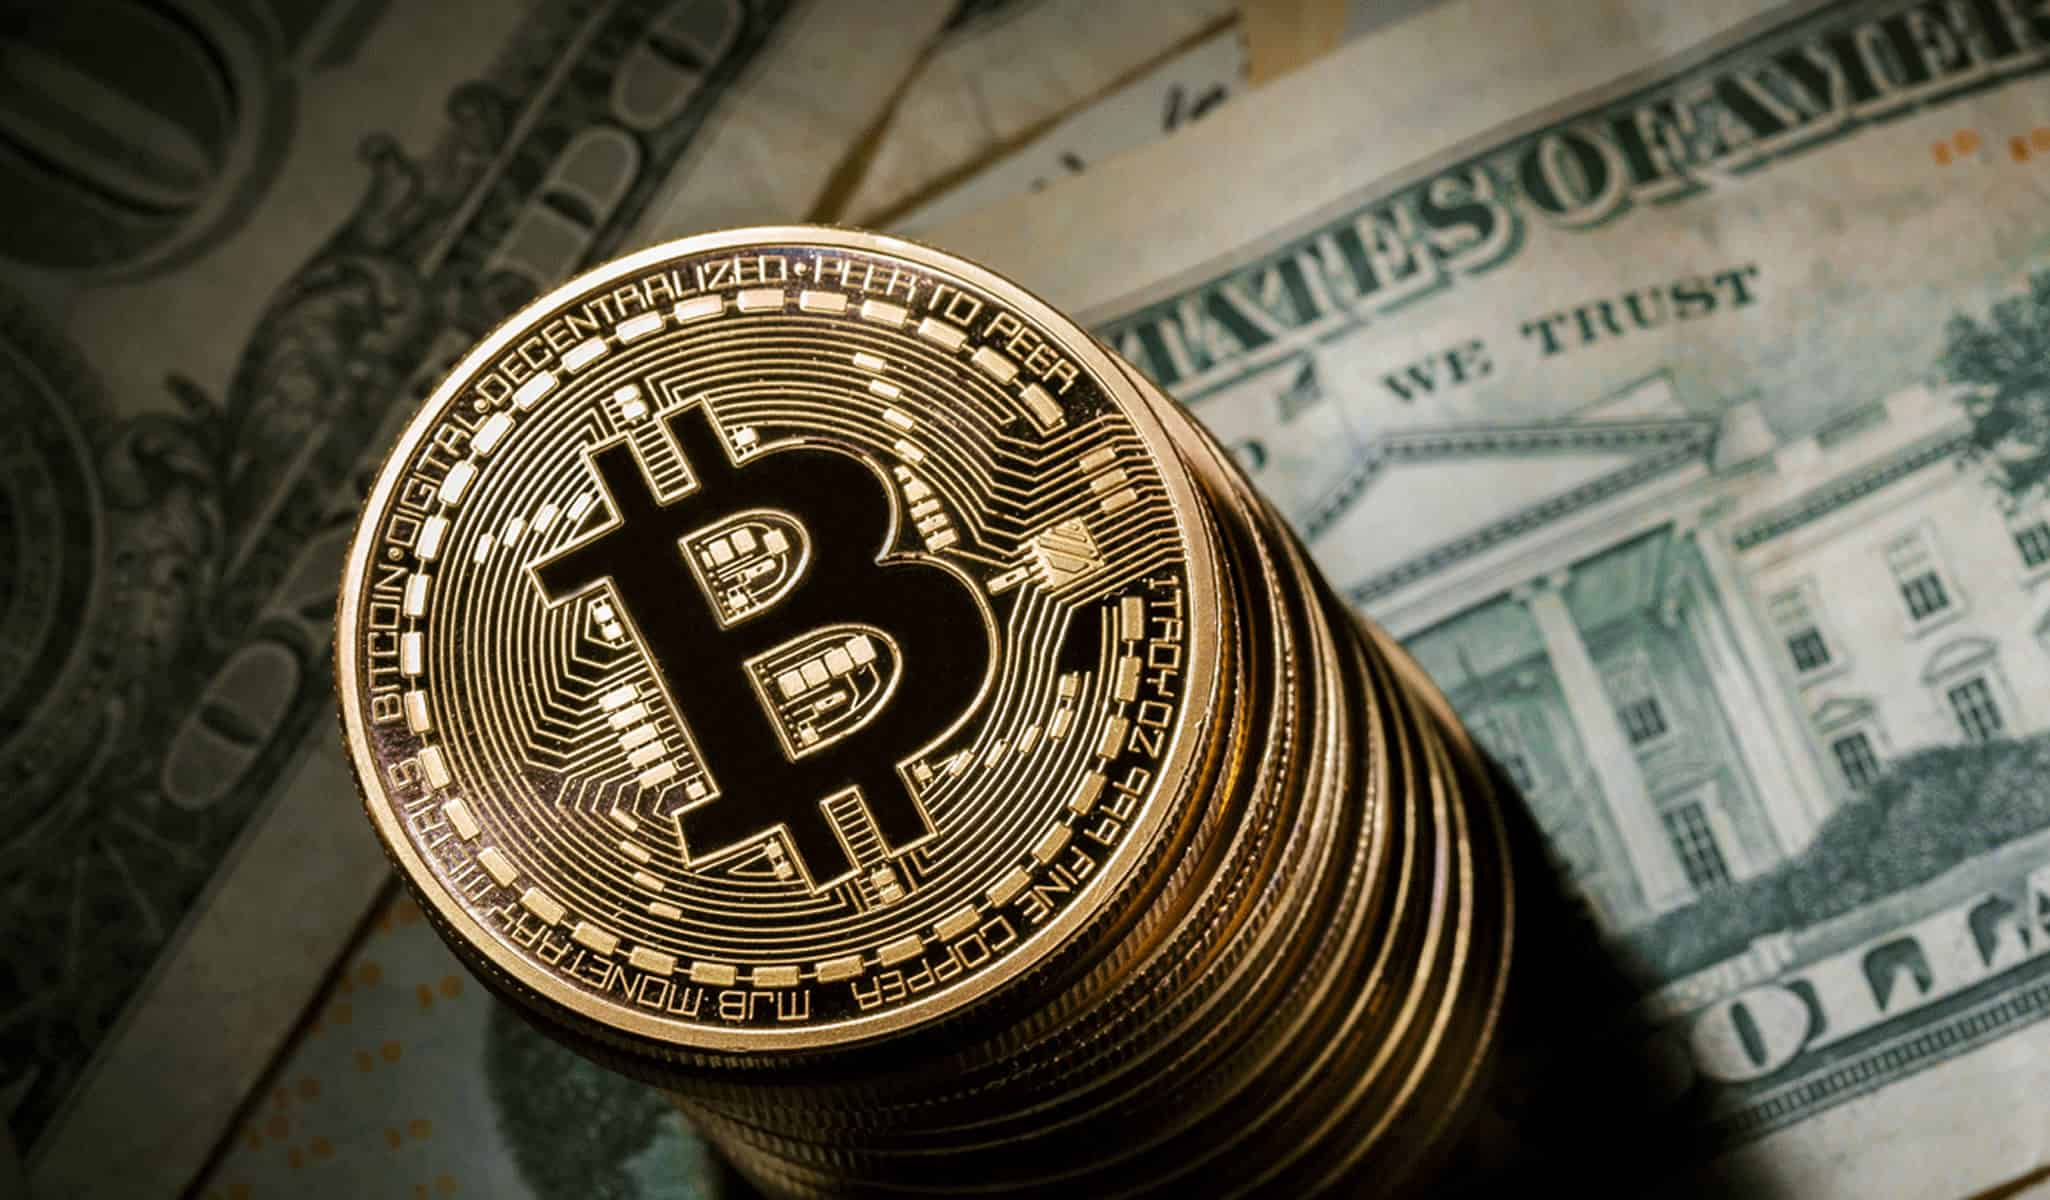 STATES OF AMER
WE TRUST
BITCOIN • DIGITAL • DECENTRALIZED • PEER TO PEER
1 TROY OZ .999 FINE COPPER
MJB MONETARY METALS